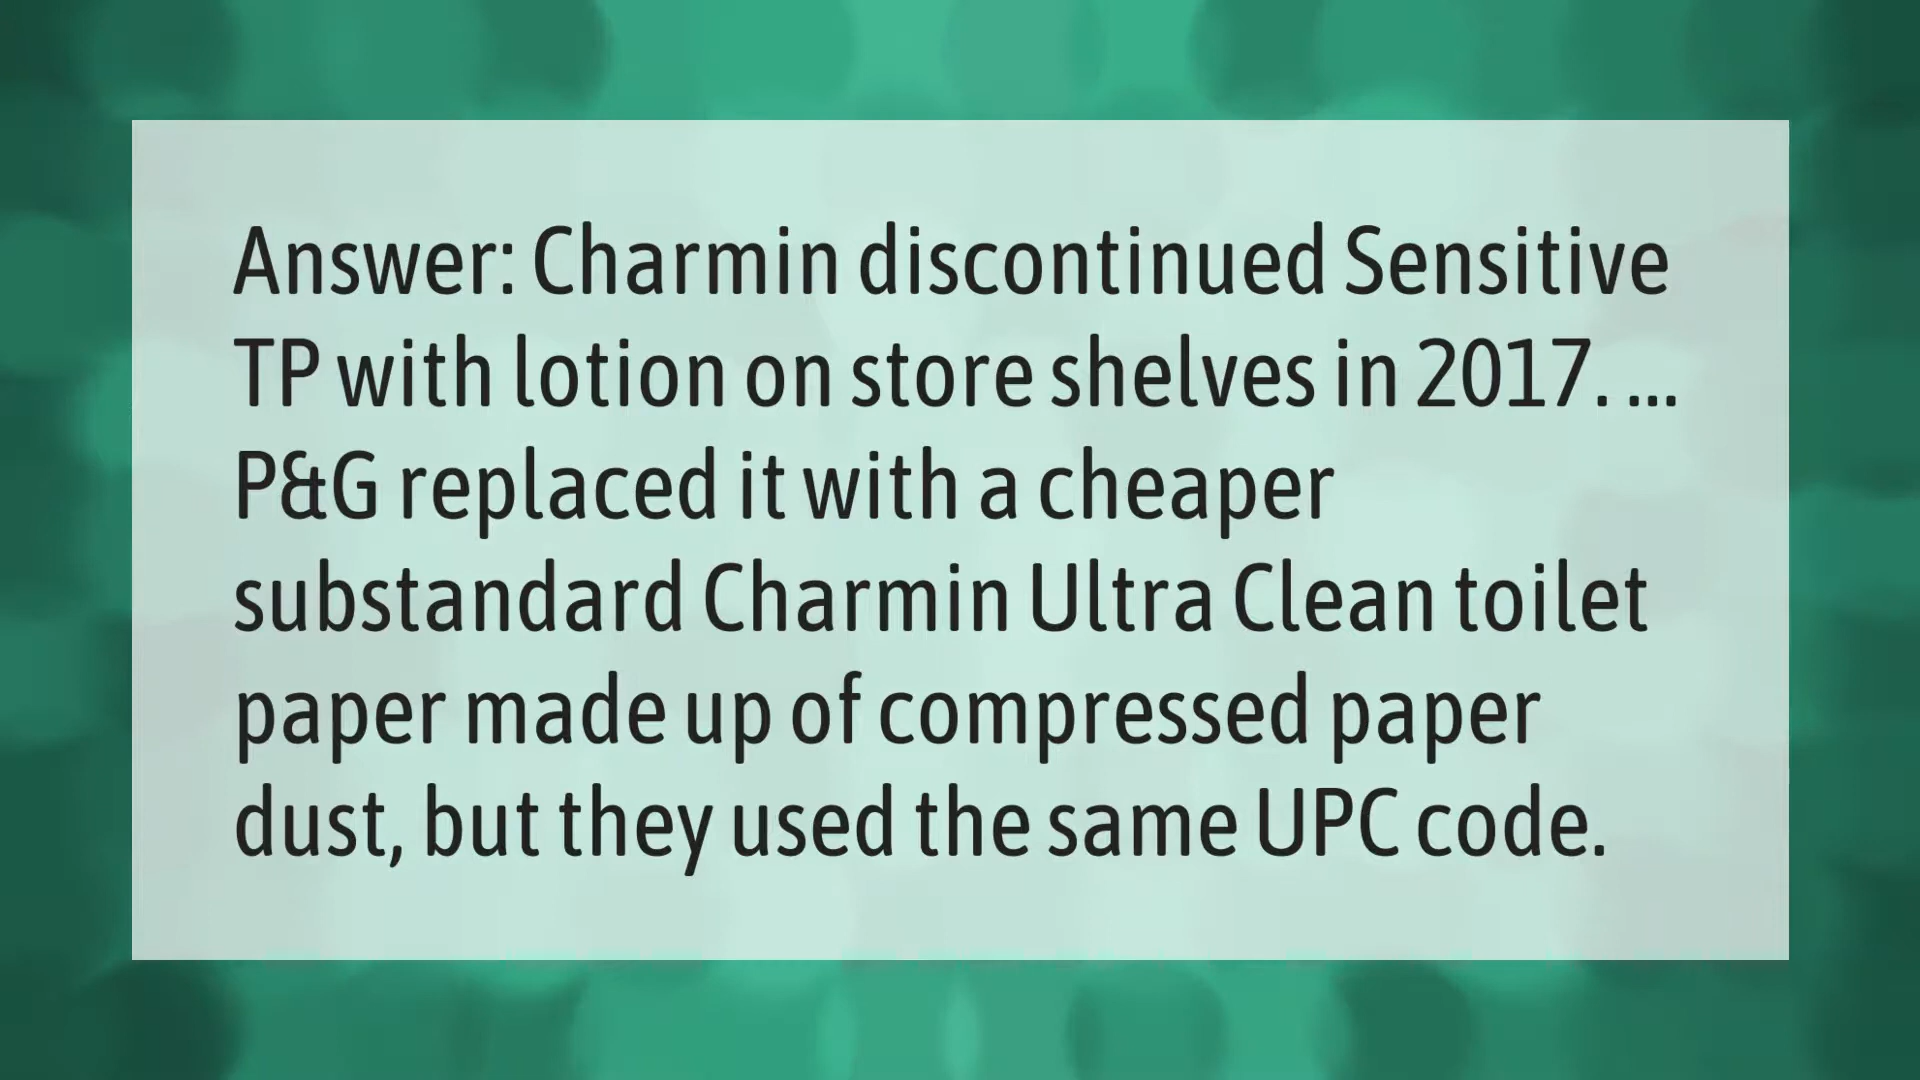 Answer: Charmin discontinued Sensitive
TP with lotion on store shelves in 2017. ...
P&G replaced it with a cheaper
substandard Charmin Ultra Clean toilet
paper made up of compressed paper
dust, but they used the same UPC code.